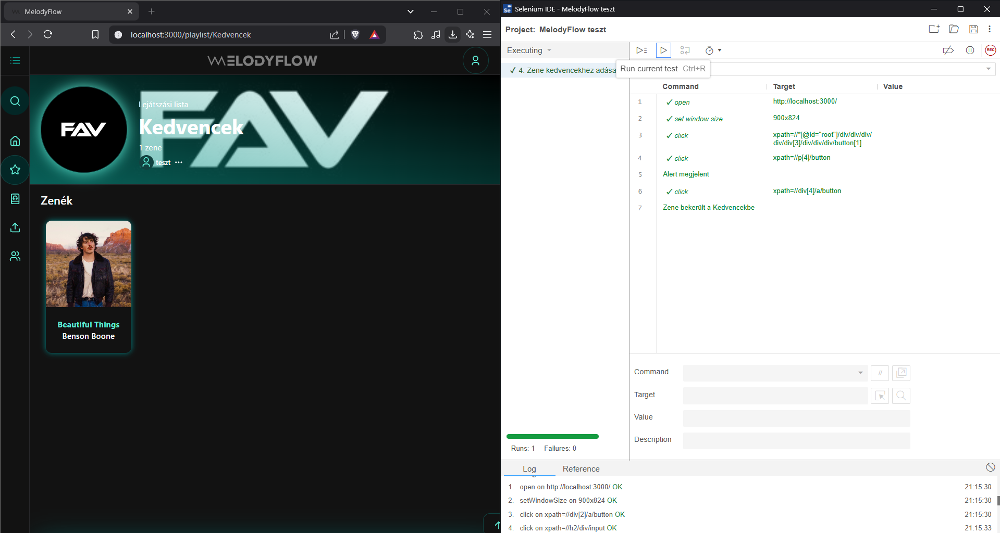 MelodyFlow
localhost:3000/playlist/Kedvencek
MELODYFLOW
FAV
FAV
Lejátszási lista
Kedvencek
1 zene
teszt
Zenék
Beautiful Things
Benson Boone
Se
Selenium IDE - MelodyFlow teszt
Project: MelodyFlow teszt
Executing
REC
✓ 4. Zene kedvencekhez adása
Run current test Ctrl+R
Command Target Value
1 ✓ open http://localhost:3000/
2 ✓ set window size 900x824
3 ✓ click xpath=//*[@id="root"]/div/div/div/
div/div[3]/div/div/div/button[1]
4 ✓ click xpath=//p[4]/button
5 Alert megjelent
6 ✓ click xpath=//div[4]/a/button
7 Zene bekerült a Kedvencekbe
Command
//
Target
Value
Description
Runs: 1 Failures: 0
Log Reference
1. open on http://localhost:3000/ OK 21:15:30
2. setWindowSize on 900x824 OK 21:15:30
3. click on xpath=//div[2]/a/button OK 21:15:30
4. click on xpath=//h2/div/input OK 21:15:33